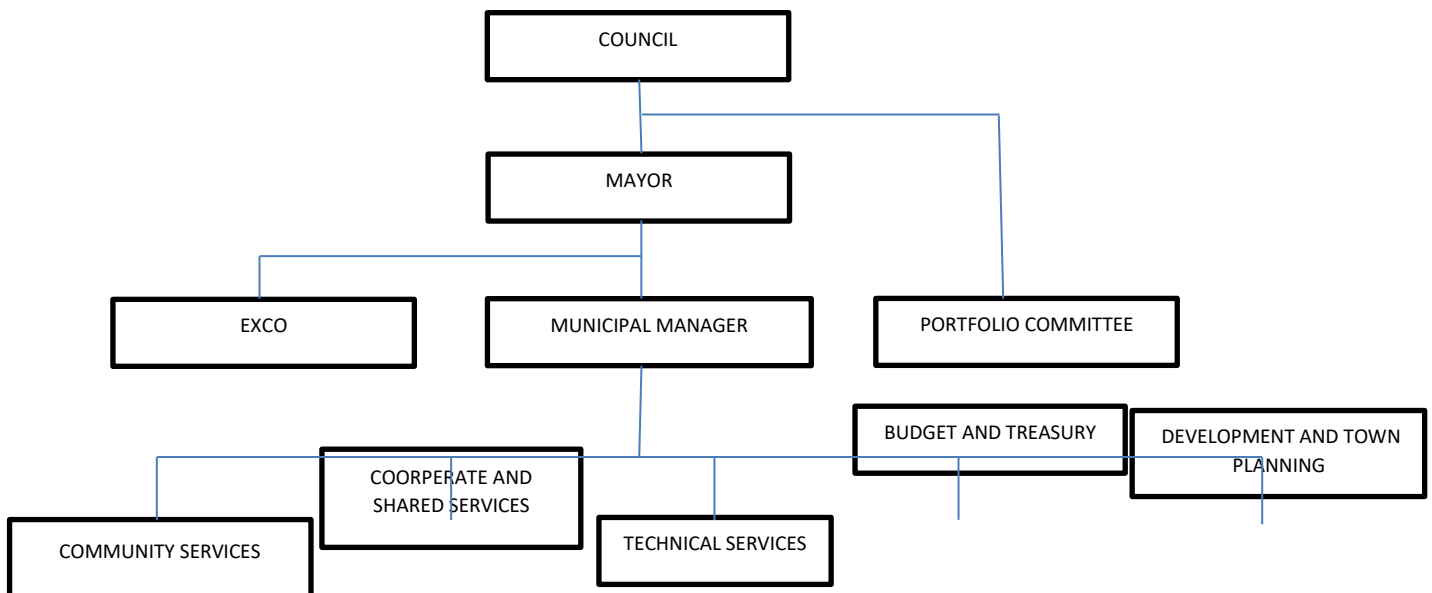 COUNCIL
MAYOR
EXCO
MUNICIPAL MANAGER
PORTFOLIO COMMITTEE
BUDGET AND TREASURY
DEVELOPMENT AND TOWN
PLANNING
COORPERATE AND
SHARED SERVICES
TECHNICAL SERVICES
COMMUNITY SERVICES